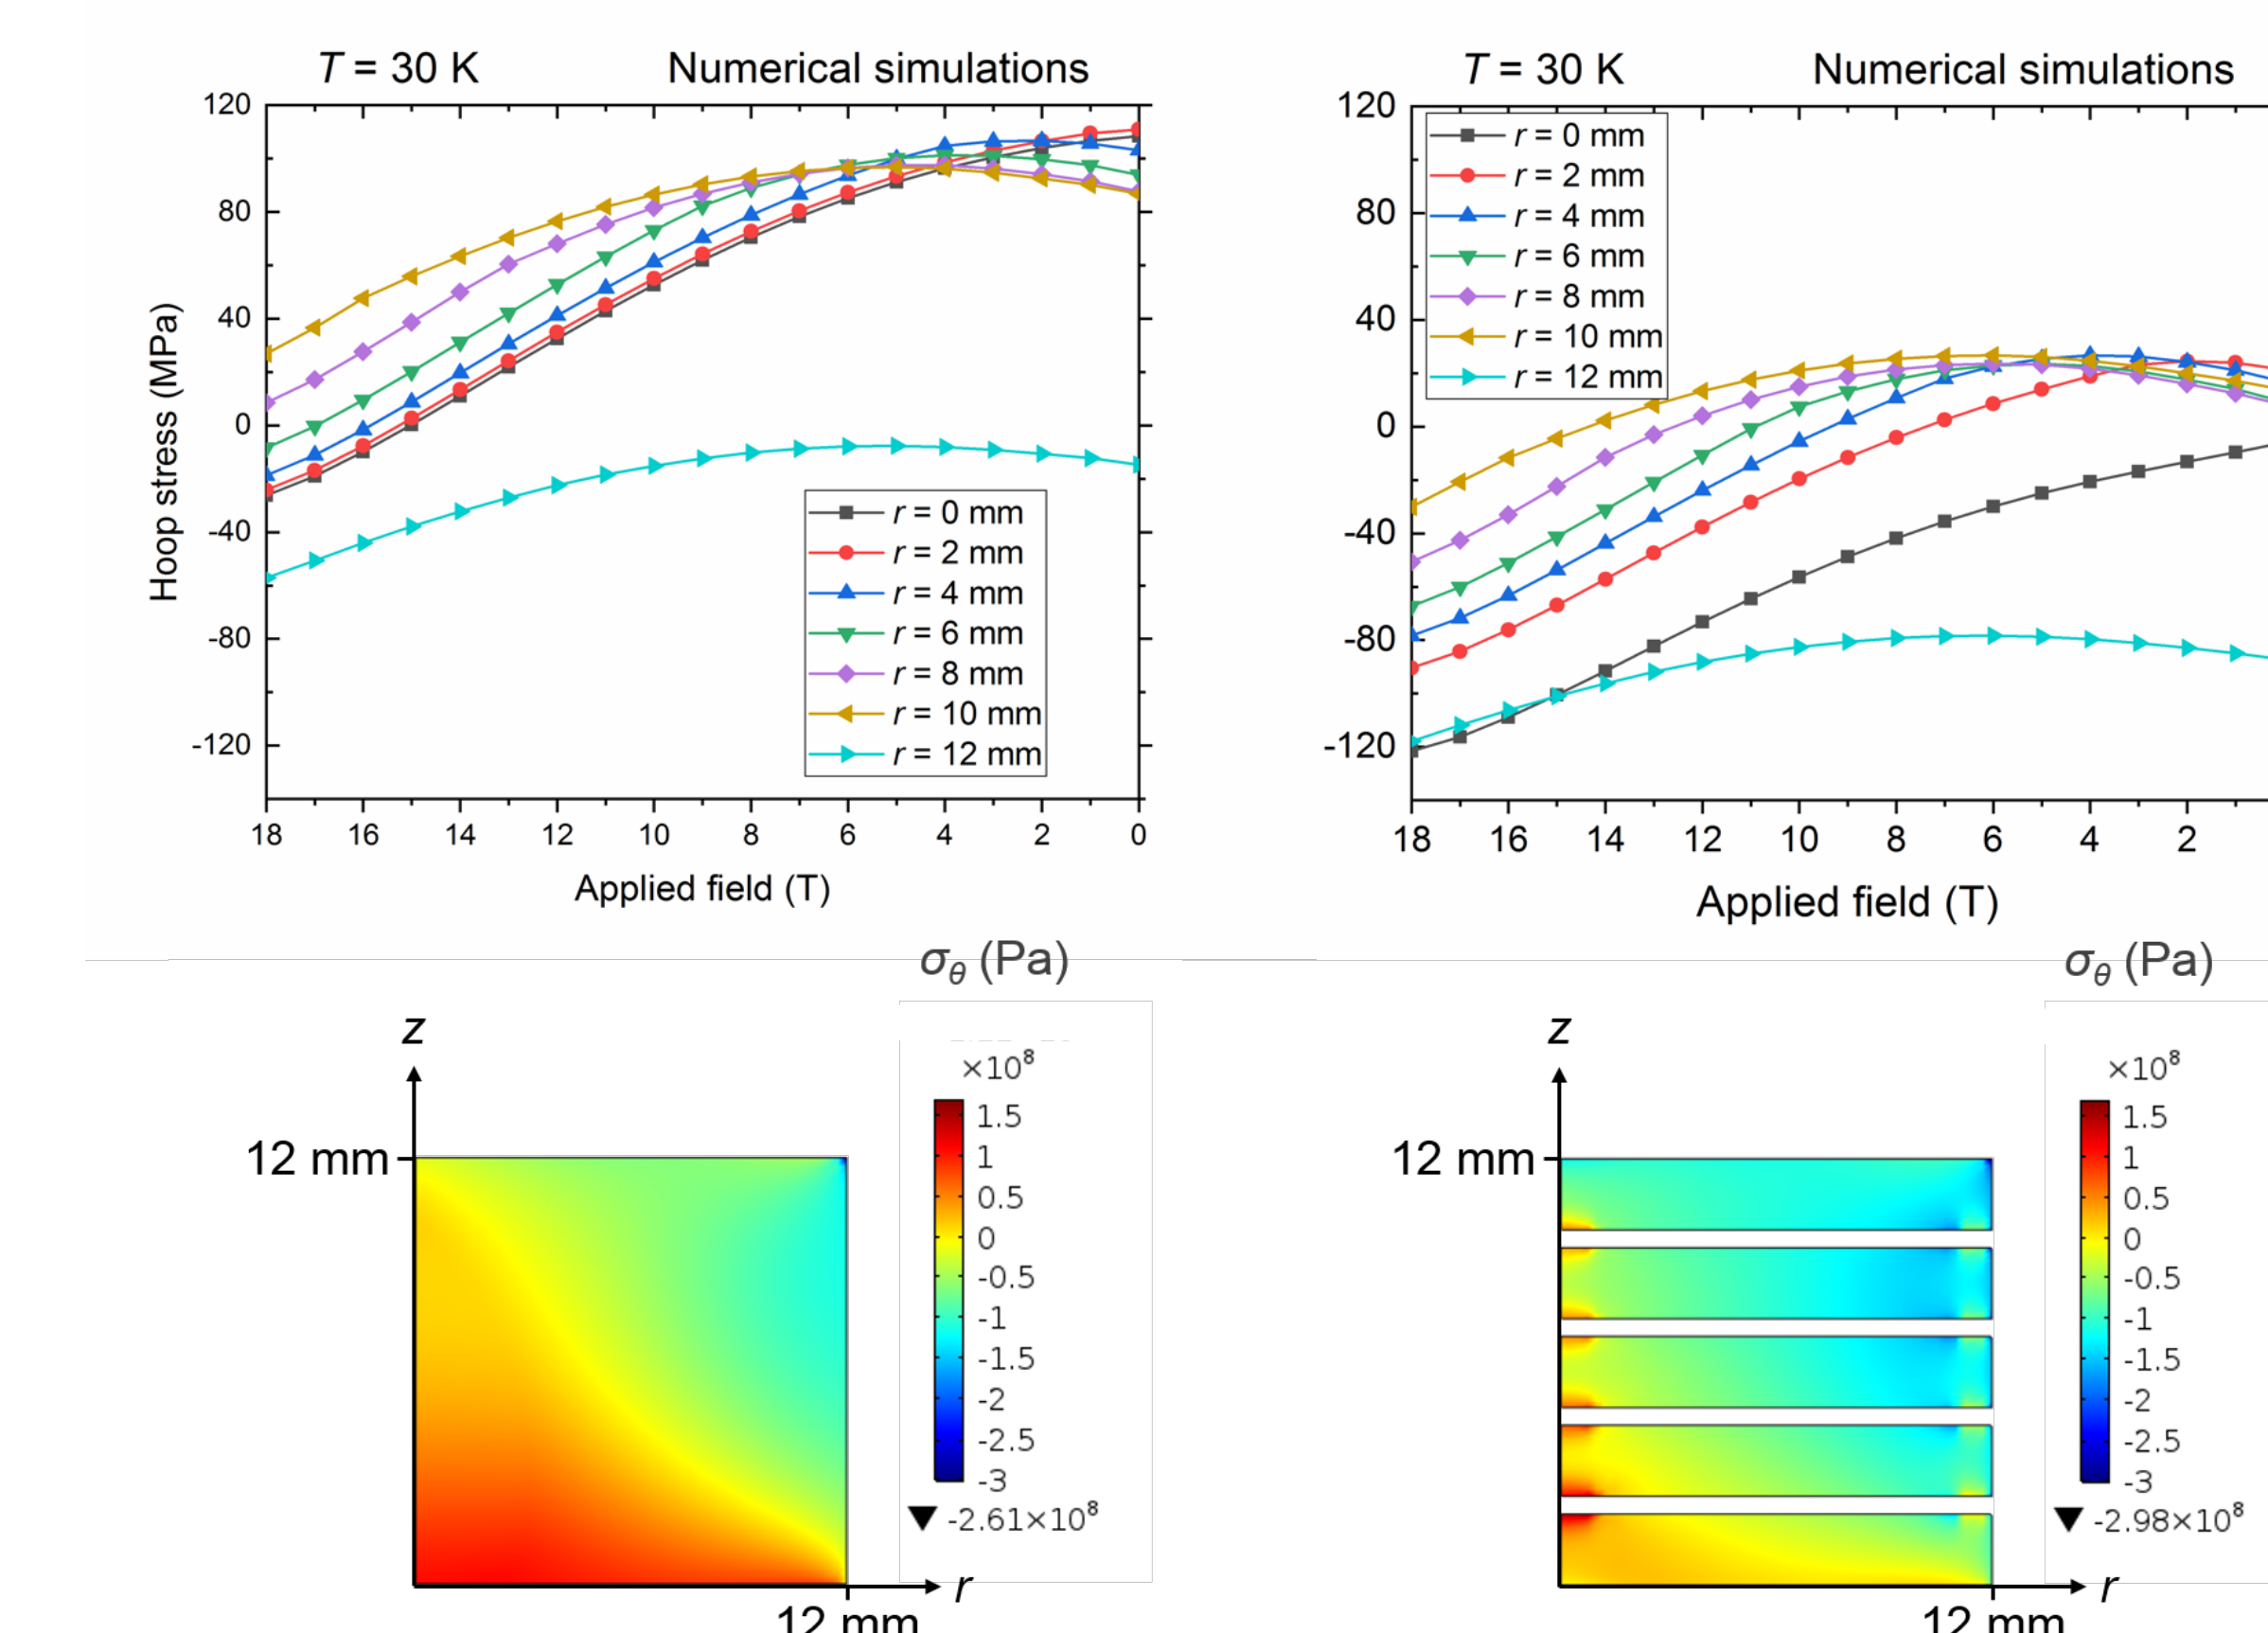 T = 30 K Numerical simulations
120
80
40
0
-40
-80
-120
Hoop stress (MPa)
r = 0 mm
r = 2 mm
r = 4 mm
r = 6 mm
r = 8 mm
r = 10 mm
r = 12 mm
18 16 14 12 10 8 6 4 2 0
Applied field (T)
T = 30 K Numerical simulations
120
80
40
0
-40
-80
-120
r = 0 mm
r = 2 mm
r = 4 mm
r = 6 mm
r = 8 mm
r = 10 mm
r = 12 mm
18 16 14 12 10 8 6 4 2
Applied field (T)
σθ (Pa)
z
×10⁸
1.5
1
0.5
0
-0.5
-1
-1.5
-2
-2.5
-3
▼ -2.61×10⁸
12 mm
r
12 mm
σθ (Pa)
z
×10⁸
1.5
1
0.5
0
-0.5
-1
-1.5
-2
-2.5
-3
▼ -2.98×10⁸
12 mm
r
12 mm